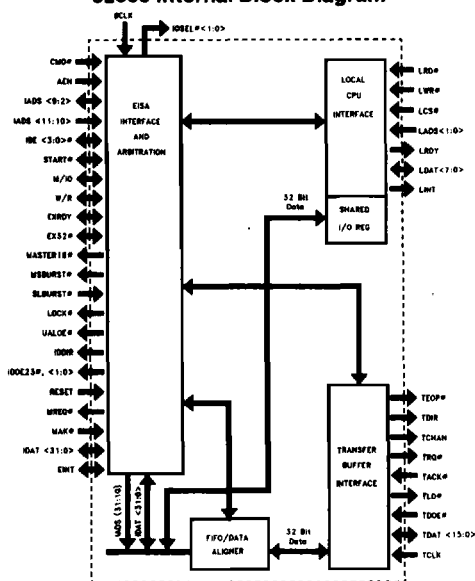 82355 Internal Block Diagram
BCLK
IOSEL#<1:0>
CMD#
AEN
IADS <9:2>
IADS <11:10>
IBE <3:0>#
START#
M/IO
W/R
EXRDY
EX32#
MASTER16#
MSBURST#
SLBURST#
LOCK#
UALOE#
IDDIR
IDOE23#, <1:0>
RESET
MREQ#
MAK#
IDAT <31:0>
EINT
EISA
INTERFACE
AND
ARBITRATION
LOCAL
CPU
INTERFACE
SHARED
I/O REG
LRD#
LWR#
LCS#
LADS<1:0>
LRDY
LDAT<7:0>
LINT
32 Bit
Data
TRANSFER
BUFFER
INTERFACE
TEOP#
TDIR
TCHAN
TRQ#
TACK#
TLD#
TDOE#
TDAT <15:0>
TCLK
IADS (31:10)
IDAT <31:0>
FIFO/DATA
ALIGNER
32 Bit
Data